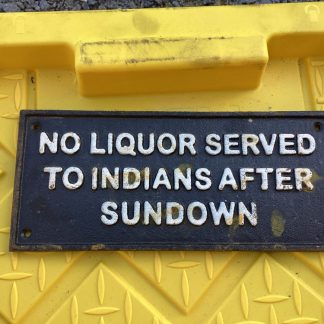 NO LIQUOR SERVED
TO INDIANS AFTER
SUNDOWN